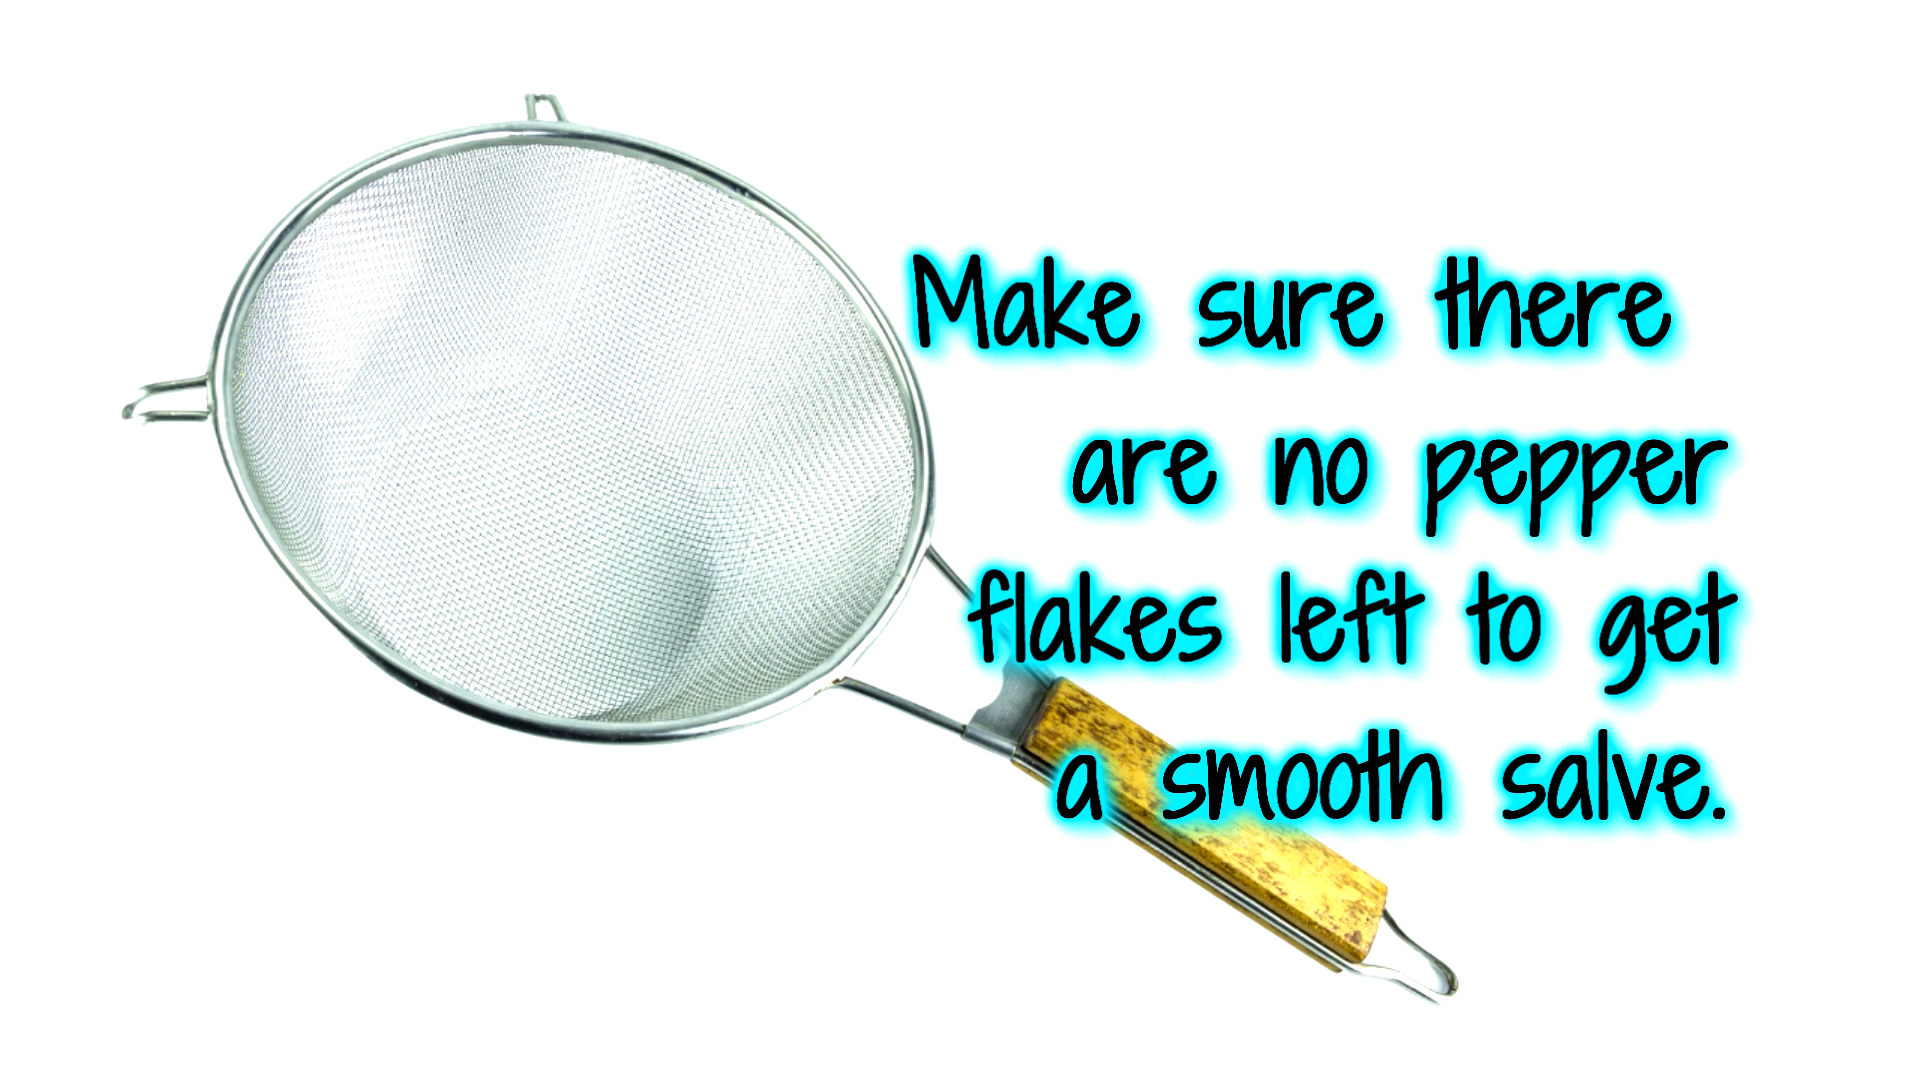 Make sure there
are no pepper
flakes left to get
a smooth salve.